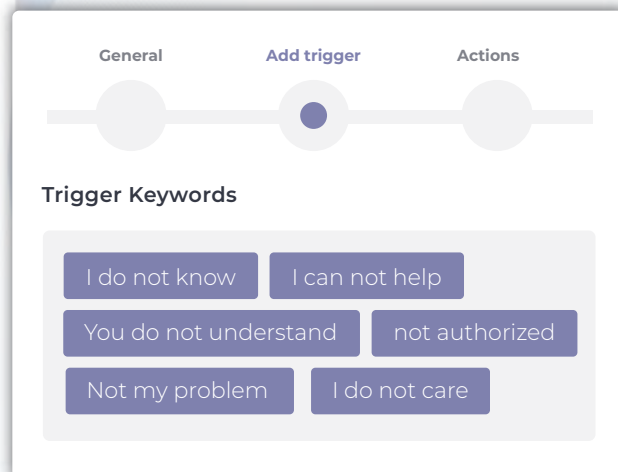 General Add trigger Actions
Trigger Keywords
I do not know I can not help
You do not understand not authorized
Not my problem I do not care